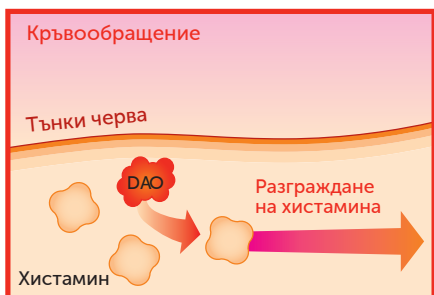 Кръвообращение
Тънки черва
DAO
Разграждане
на хистамина
Хистамин